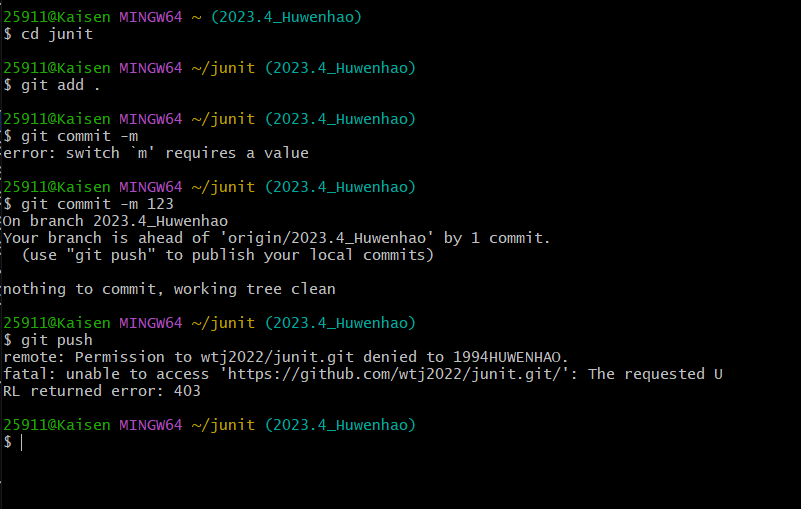 25911@Kaisen MINGW64 ~ (2023.4_Huwenhao)
$ cd junit
25911@Kaisen MINGW64 ~/junit (2023.4_Huwenhao)
$ git add .
25911@Kaisen MINGW64 ~/junit (2023.4_Huwenhao)
$ git commit -m
error: switch `m' requires a value
25911@Kaisen MINGW64 ~/junit (2023.4_Huwenhao)
$ git commit -m 123
On branch 2023.4_Huwenhao
Your branch is ahead of 'origin/2023.4_Huwenhao' by 1 commit.
  (use "git push" to publish your local commits)
nothing to commit, working tree clean
25911@Kaisen MINGW64 ~/junit (2023.4_Huwenhao)
$ git push
remote: Permission to wtj2022/junit.git denied to 1994HUWENHAO.
fatal: unable to access 'https://github.com/wtj2022/junit.git/': The requested U
RL returned error: 403
25911@Kaisen MINGW64 ~/junit (2023.4_Huwenhao)
$